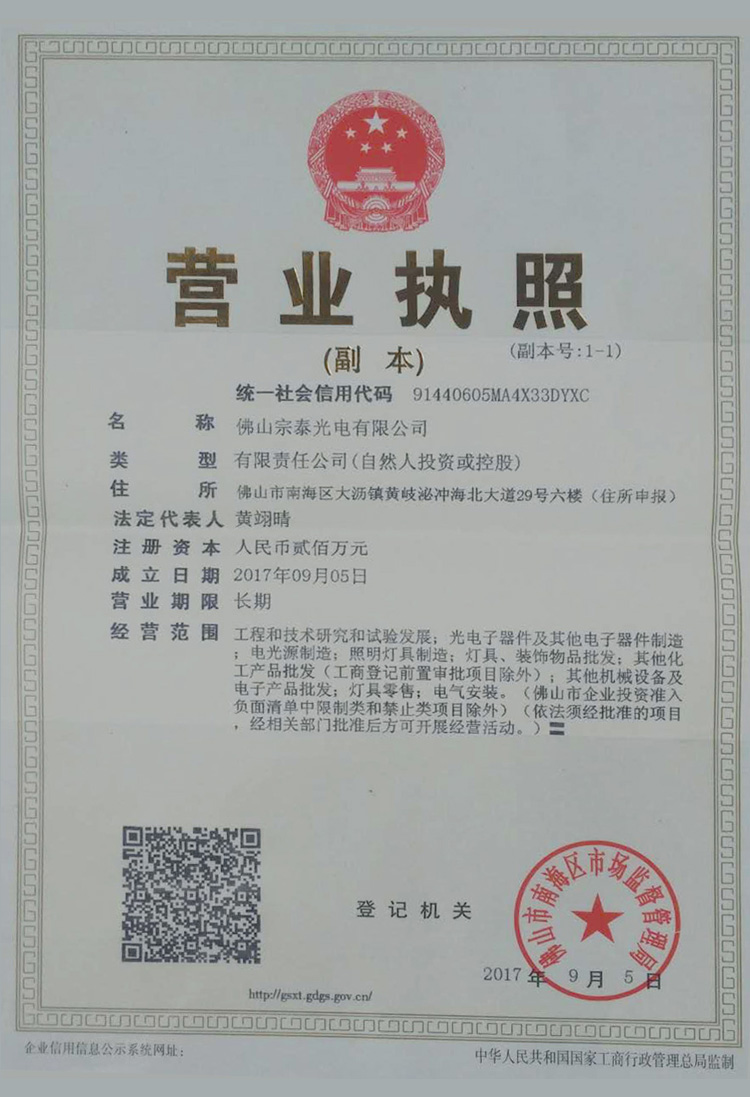 营业执照
(副 本)
(副本号:1-1)
统一社会信用代码 91440605MA4X33DYXC
名 称 佛山宗泰光电有限公司
类 型 有限责任公司(自然人投资或控股)
住 所 佛山市南海区大沥镇黄岐泌冲海北大道29号六楼（住所申报）
法定代表人 黄翊晴
注册资本 人民币贰佰万元
成立日期 2017年09月05日
营业期限 长期
经营范围 工程和技术研究和试验发展；光电子器件及其他电子器件制造
；电光源制造；照明灯具制造；灯具、装饰物品批发；其他化
工产品批发（工商登记前置审批项目除外）；其他机械设备及
电子产品批发；灯具零售；电气安装。（佛山市企业投资准入
负面清单中限制类和禁止类项目除外）（依法须经批准的项目
，经相关部门批准后方可开展经营活动。）
佛山市南海区市场监督管理局
登记机关
2017 年 9 月 5 日
http://gsxt.gdgs.gov.cn/
企业信用信息公示系统网址：
中华人民共和国国家工商行政管理总局监制